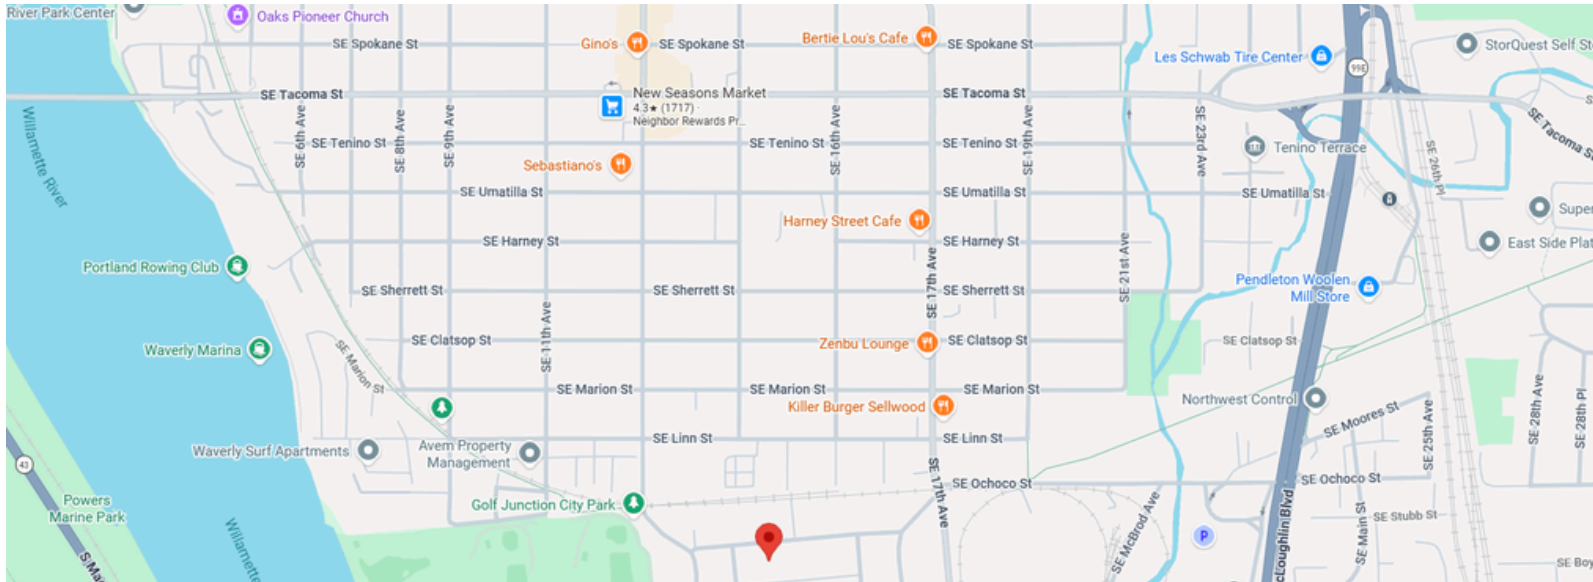 River Park Center
Oaks Pioneer Church
SE Spokane St
Gino's
SE Spokane St
Bertie Lou's Cafe
SE Spokane St
Les Schwab Tire Center
99E
StorQuest Self St
SE Tacoma St
New Seasons Market
4.3★ (1717)
Neighbor Rewards Pr...
SE Tacoma St
SE Tacoma St
Willamette River
SE 6th Ave
SE 8th Ave
SE 9th Ave
SE Tenino St
SE Tenino St
SE 16th Ave
SE Tenino St
SE 19th Ave
SE 23rd Ave
Tenino Terrace
SE 26th Pl
Sebastiano's
SE Umatilla St
SE Umatilla St
SE Umatilla St
Super
Harney Street Cafe
SE Harney St
SE Harney St
East Side Plat
Portland Rowing Club
SE 17th Ave
SE 21st Ave
SE Sherrett St
SE Sherrett St
SE Sherrett St
Pendleton Woolen
Mill Store
SE 11th Ave
Waverly Marina
SE Marion St
SE Clatsop St
Zenbu Lounge
SE Clatsop St
SE Clatsop St
SE Marion St
SE Marion St
SE Marion St
Killer Burger Sellwood
Northwest Control
SE Moores St
SE 25th Ave
SE 28th Ave
SE 28th Pl
Waverly Surf Apartments
Avem Property
Management
SE Linn St
SE Linn St
43
SE 17th Ave
SE Ochoco St
SE Ochoco St
Powers
Marine Park
Golf Junction City Park
SE McBrod Ave
cLoughlin Blvd
SE Main St
SE Stubb St
P
S Ma
Willamette
SE Bo